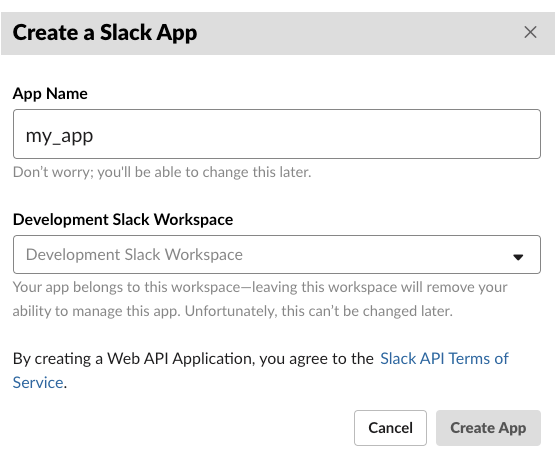 Create a Slack App
App Name
my_app
Don't worry; you'll be able to change this later.
Development Slack Workspace
Development Slack Workspace
Your app belongs to this workspace—leaving this workspace will remove your
ability to manage this app. Unfortunately, this can't be changed later.
By creating a Web API Application, you agree to the Slack API Terms of
Service.
Cancel
Create App